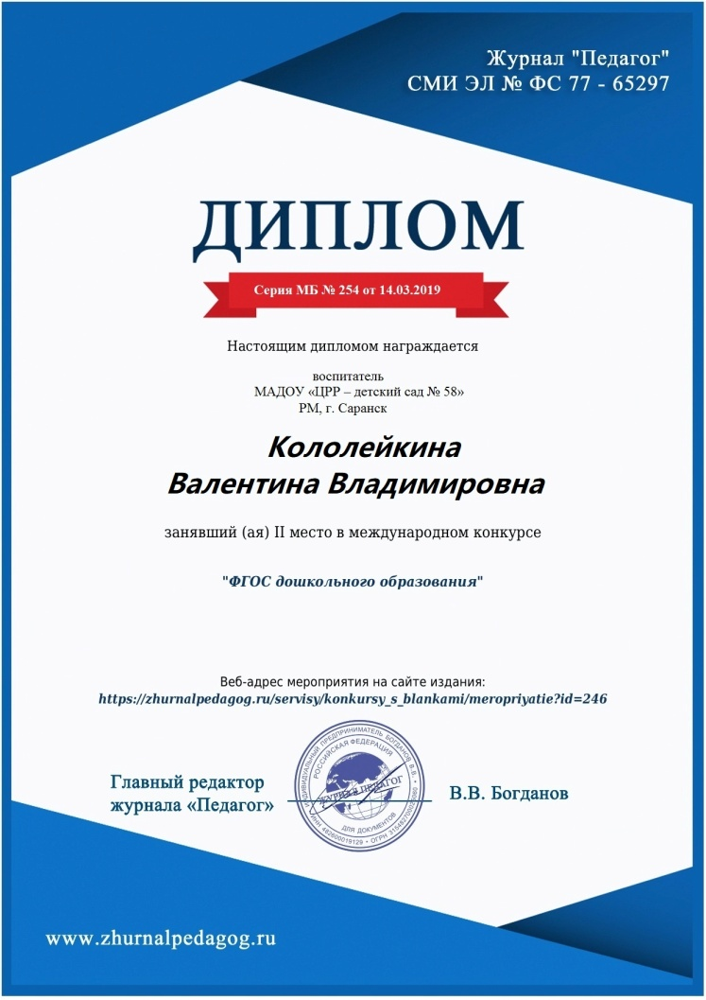 Журнал "Педагог"
СМИ ЭЛ № ФС 77 - 65297
ДИПЛОМ
Серия МБ № 254 от 14.03.2019
Настоящим дипломом награждается
воспитатель
МАДОУ «ЦРР – детский сад № 58»
РМ, г. Саранск
Кололейкина
Валентина Владимировна
занявший (ая) II место в международном конкурсе
"ФГОС дошкольного образования"
Веб-адрес мероприятия на сайте издания:
https://zhurnalpedagog.ru/servisy/konkursy_s_blankami/meropriyatie?id=246
ИНДИВИДУАЛЬНЫЙ ПРЕДПРИНИМАТЕЛЬ БОГДАНОВ В.В.
РОССИЙСКАЯ ФЕДЕРАЦИЯ
ЖУРНАЛ ПЕДАГОГ
ДЛЯ ДОКУМЕНТОВ
ИНН 482600019129 • ОГРН
Главный редактор
журнала «Педагог»
В.В. Богданов
www.zhurnalpedagog.ru